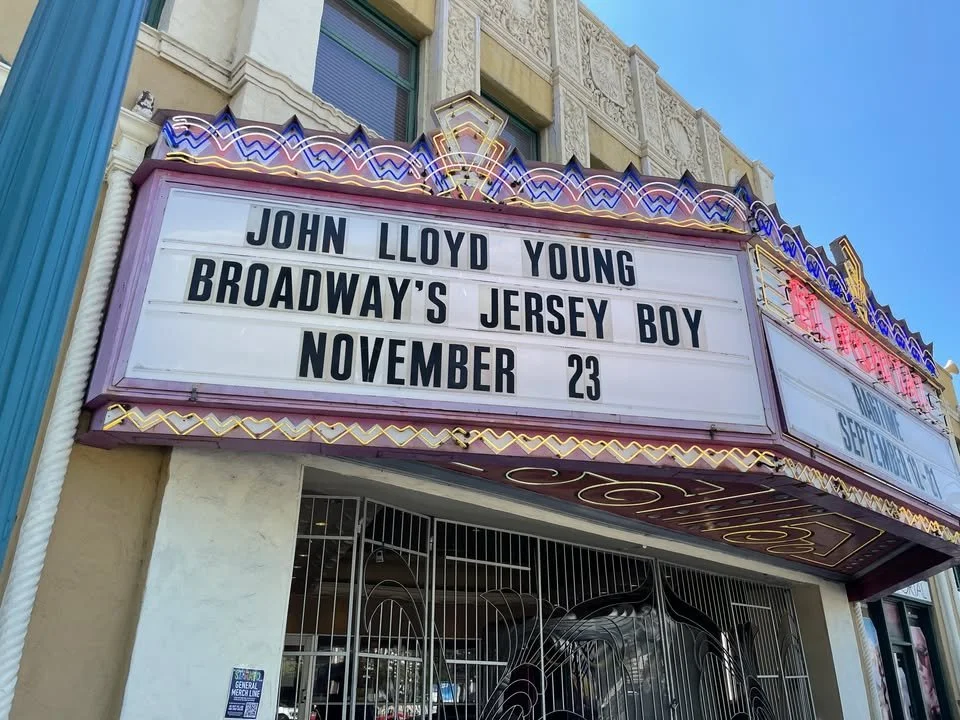 JOHN LLOYD YOUNG
BROADWAY'S JERSEY BOY
NOVEMBER 23
RAGTIME
GENERAL
MERCH LINE